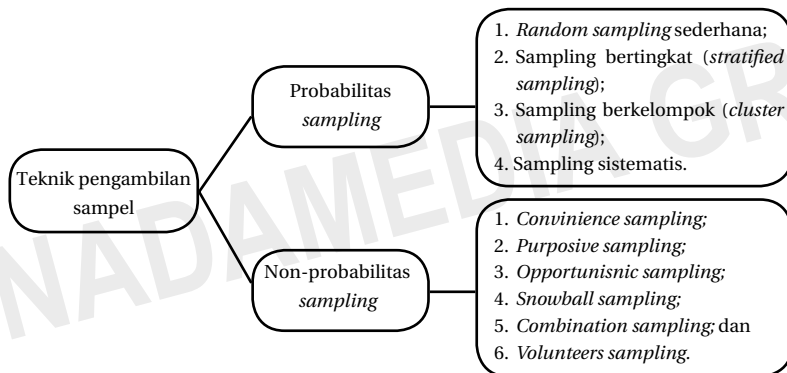 Teknik pengambilan
sampel
Probabilitas
sampling
1. Random sampling sederhana;
2. Sampling bertingkat (stratified
sampling);
3. Sampling berkelompok (cluster
sampling);
4. Sampling sistematis.
Non-probabilitas
sampling
1. Convinience sampling;
2. Purposive sampling;
3. Opportunisnic sampling;
4. Snowball sampling;
5. Combination sampling; dan
6. Volunteers sampling.
NADAMEDIA GR